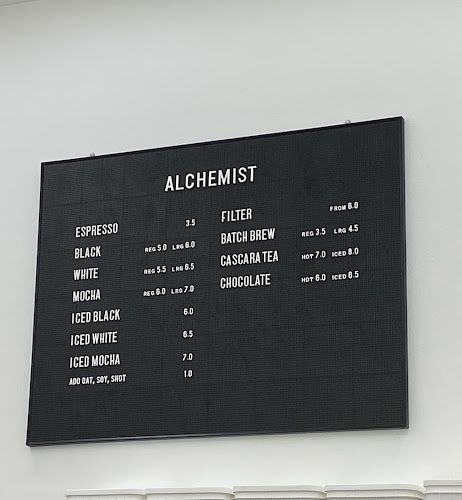 ALCHEMIST
ESPRESSO 3.5
BLACK REG 5.0 LRG 6.0
WHITE REG 5.5 LRG 6.5
MOCHA REG 6.0 LRG 7.0
ICED BLACK 6.0
ICED WHITE 6.5
ICED MOCHA 7.0
ADD OAT, SOY, SHOT 1.0
FILTER FROM 6.0
BATCH BREW REG 3.5 LRG 4.5
CASCARA TEA HOT 7.0 ICED 8.0
CHOCOLATE HOT 6.0 ICED 6.5